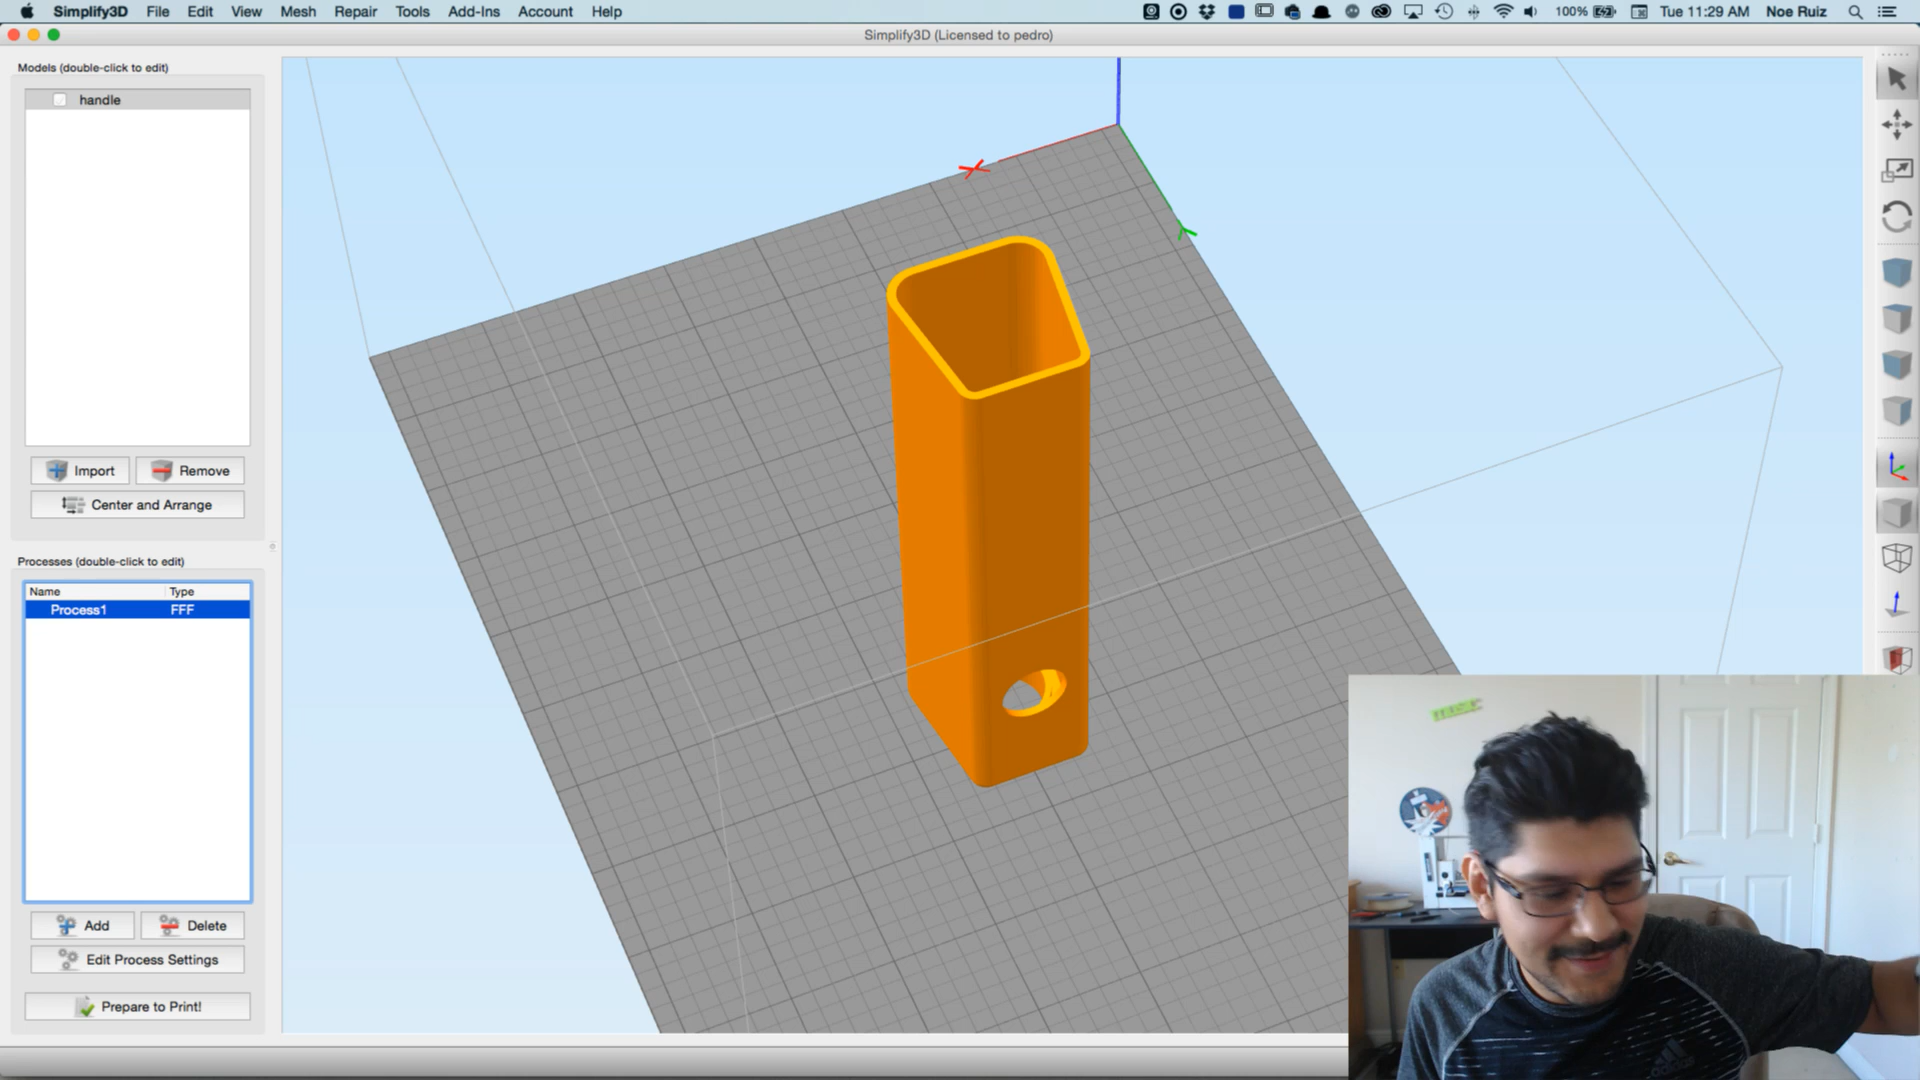 Simplify3D File Edit View Mesh Repair Tools Add-Ins Account Help 100% Tue 11:29 AM Noe Ruiz
Simplify3D (Licensed to pedro)
Models (double-click to edit)
handle
Import Remove
Center and Arrange
Processes (double-click to edit)
Name Type
Process1 FFF
Add Delete
Edit Process Settings
Prepare to Print!
adidas